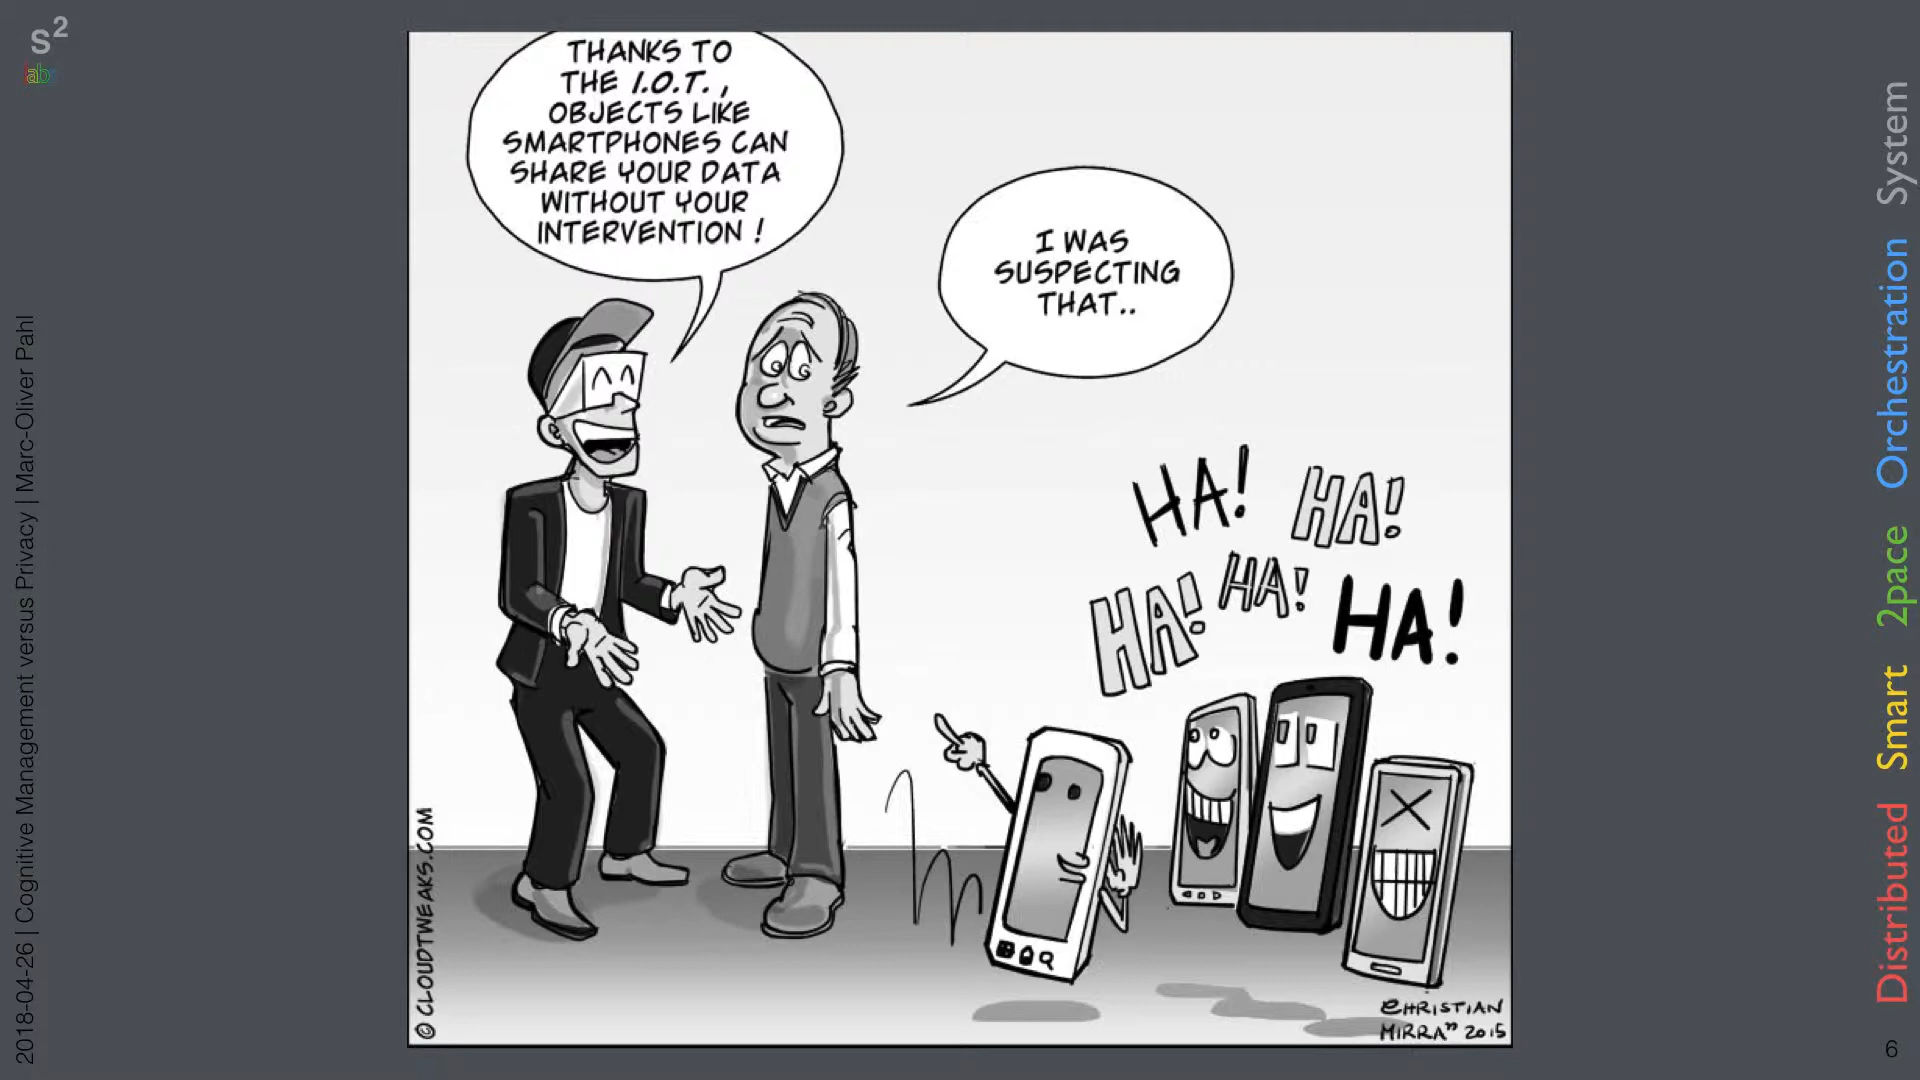 S2
lab
2018-04-26 | Cognitive Management versus Privacy | Marc-Oliver Pahl
THANKS TO
THE I.O.T. ,
OBJECTS LIKE
SMARTPHONES CAN
SHARE YOUR DATA
WITHOUT YOUR
INTERVENTION !
I WAS
SUSPECTING
THAT..
HA! HA!
HA! HA! HA!
© CLOUDTWEAKS.COM
CHRISTIAN
MIRRA" 2015
Distributed Smart 2pace Orchestration System
6